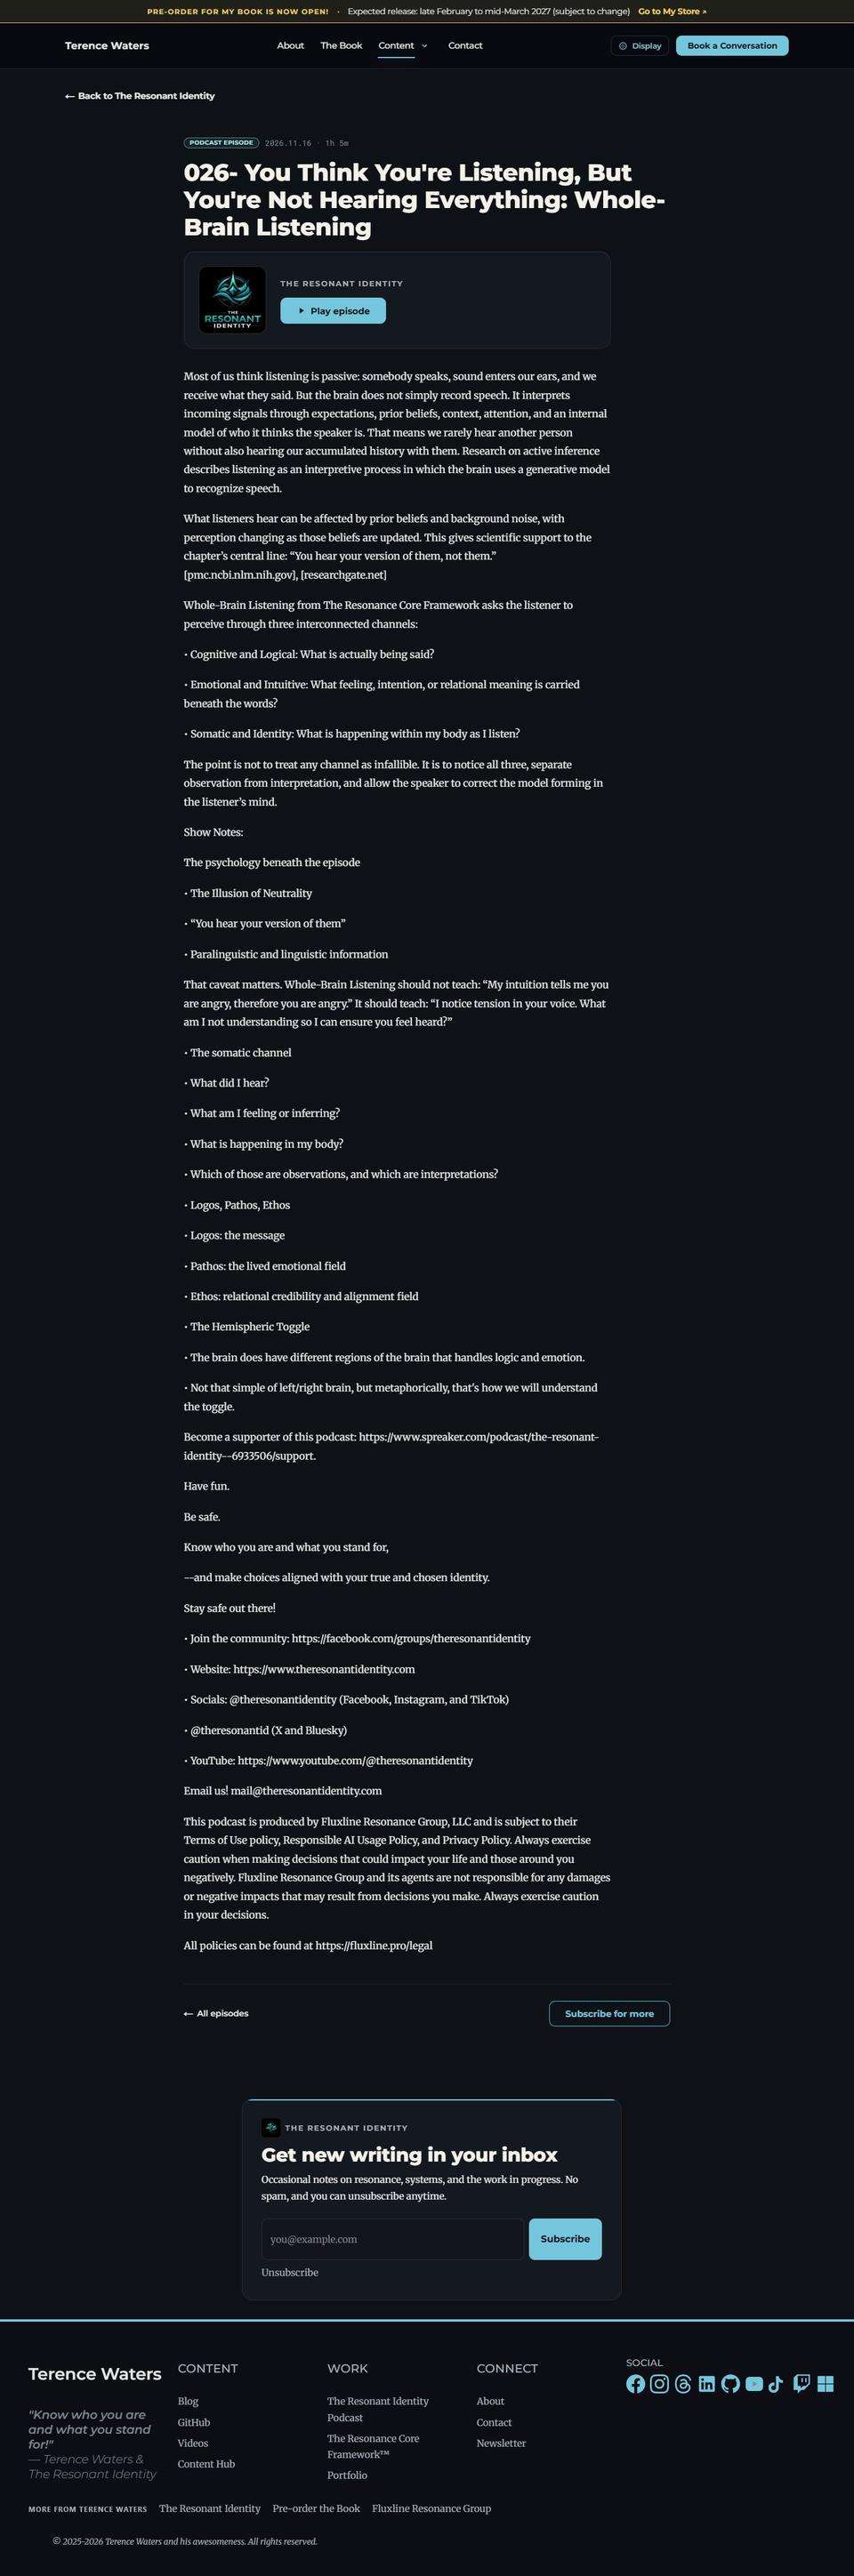 PRE-ORDER FOR MY BOOK IS NOW OPEN! · Expected release: late February to mid-March 2027 (subject to change) Go to My Store ↗
Terence Waters
About The Book Content Contact
Display
Book a Conversation
← Back to The Resonant Identity
PODCAST EPISODE 2026.11.16 · 1h 5m
026- You Think You're Listening, But
You're Not Hearing Everything: Whole-
Brain Listening
THE RESONANT IDENTITY
THE RESONANT IDENTITY
Play episode
Most of us think listening is passive: somebody speaks, sound enters our ears, and we
receive what they said. But the brain does not simply record speech. It interprets
incoming signals through expectations, prior beliefs, context, attention, and an internal
model of who it thinks the speaker is. That means we rarely hear another person
without also hearing our accumulated history with them. Research on active inference
describes listening as an interpretive process in which the brain uses a generative model
to recognize speech.
What listeners hear can be affected by prior beliefs and background noise, with
perception changing as those beliefs are updated. This gives scientific support to the
chapter’s central line: “You hear your version of them, not them.”
[pmc.ncbi.nlm.nih.gov], [researchgate.net]
Whole-Brain Listening from The Resonance Core Framework asks the listener to
perceive through three interconnected channels:
• Cognitive and Logical: What is actually being said?
• Emotional and Intuitive: What feeling, intention, or relational meaning is carried
beneath the words?
• Somatic and Identity: What is happening within my body as I listen?
The point is not to treat any channel as infallible. It is to notice all three, separate
observation from interpretation, and allow the speaker to correct the model forming in
the listener’s mind.
Show Notes:
The psychology beneath the episode
• The Illusion of Neutrality
• “You hear your version of them”
• Paralinguistic and linguistic information
That caveat matters. Whole-Brain Listening should not teach: “My intuition tells me you
are angry, therefore you are angry.” It should teach: “I notice tension in your voice. What
am I not understanding so I can ensure you feel heard?”
• The somatic channel
• What did I hear?
• What am I feeling or inferring?
• What is happening in my body?
• Which of those are observations, and which are interpretations?
• Logos, Pathos, Ethos
• Logos: the message
• Pathos: the lived emotional field
• Ethos: relational credibility and alignment field
• The Hemispheric Toggle
• The brain does have different regions of the brain that handles logic and emotion.
• Not that simple of left/right brain, but metaphorically, that's how we will understand
the toggle.
Become a supporter of this podcast: https://www.spreaker.com/podcast/the-resonant-
identity--6933506/support.
Have fun.
Be safe.
Know who you are and what you stand for,
--and make choices aligned with your true and chosen identity.
Stay safe out there!
• Join the community: https://facebook.com/groups/theresonantidentity
• Website: https://www.theresonantidentity.com
• Socials: @theresonantidentity (Facebook, Instagram, and TikTok)
• @theresonantid (X and Bluesky)
• YouTube: https://www.youtube.com/@theresonantidentity
Email us! mail@theresonantidentity.com
This podcast is produced by Fluxline Resonance Group, LLC and is subject to their
Terms of Use policy, Responsible AI Usage Policy, and Privacy Policy. Always exercise
caution when making decisions that could impact your life and those around you
negatively. Fluxline Resonance Group and its agents are not responsible for any damages
or negative impacts that may result from decisions you make. Always exercise caution
in your decisions.
All policies can be found at https://fluxline.pro/legal
← All episodes
Subscribe for more
THE RESONANT IDENTITY
Get new writing in your inbox
Occasional notes on resonance, systems, and the work in progress. No
spam, and you can unsubscribe anytime.
you@example.com
Subscribe
Unsubscribe
Terence Waters
"Know who you are
and what you stand
for!"
— Terence Waters &
The Resonant Identity
CONTENT
Blog
GitHub
Videos
Content Hub
WORK
The Resonant Identity
Podcast
The Resonance Core
Framework™
Portfolio
CONNECT
About
Contact
Newsletter
SOCIAL
MORE FROM TERENCE WATERS The Resonant Identity Pre-order the Book Fluxline Resonance Group
© 2025-2026 Terence Waters and his awesomeness. All rights reserved.